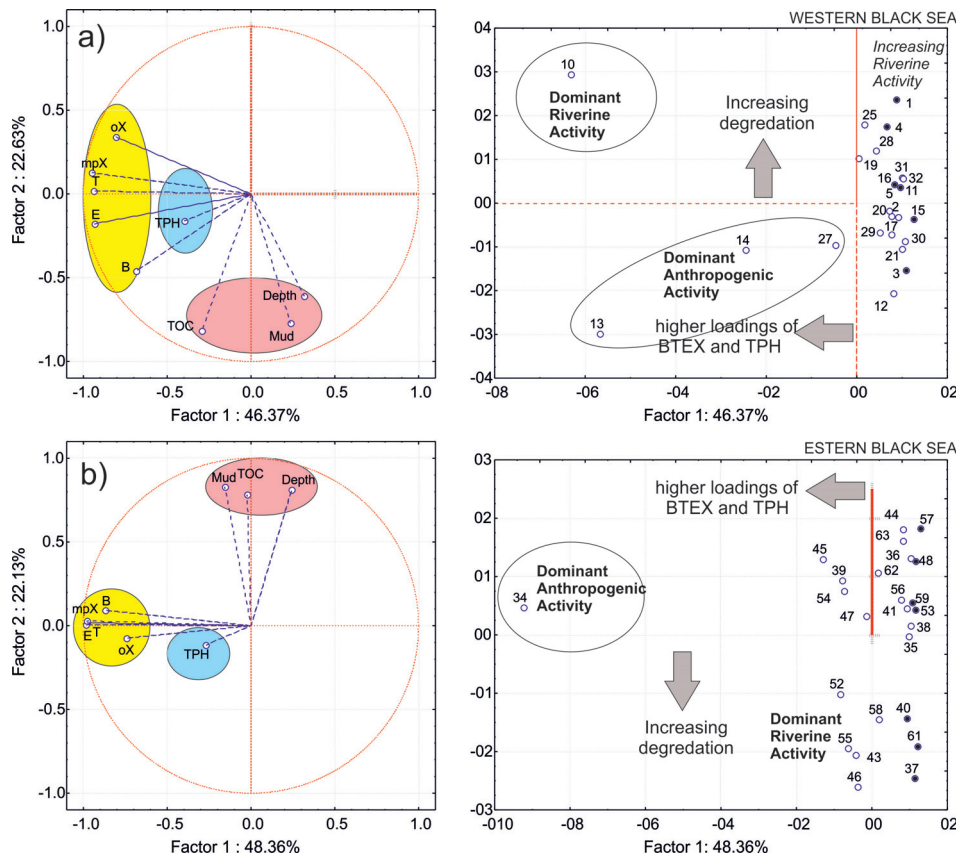 a)
1.0
0.5
0.0
-0.5
-1.0
Factor 2 : 22.63%
oX
mpX
T
E
B
TPH
TOC
Depth
Mud
-1.0 -0.5 0.0 0.5 1.0
Factor 1 : 46.37%
WESTERN BLACK SEA
04
03
02
01
00
-01
-02
-03
-04
10
Dominant
Riverine
Activity
Increasing
degredation
Increasing
Riverine
Activity
1
25
4
28
19
31
16
32
5
11
2
20
15
17
29
30
21
3
12
14
27
Dominant
Anthropogenic
Activity
13
higher loadings of
BTEX and TPH
-08 -06 -04 -02 00 02
Factor 1: 46.37%
b)
1.0
0.5
0.0
-0.5
-1.0
Factor 2 : 22.13%
Mud
TOC
Depth
B
mpX
E T
oX
TPH
-1.0 -0.5 0.0 0.5 1.0
Factor 1 : 48.36%
ESTERN BLACK SEA
03
02
01
00
-01
-02
-03
higher loadings of
BTEX and TPH
44
57
63
36
48
45
39
62
54
56
59
47
41
53
38
35
Dominant
Anthropogenic
Activity
34
52
Increasing
degredation
Dominant
Riverine
Activity
58
40
55
43
61
46
37
-010 -08 -06 -04 -02 00 02
Factor 1: 48.36%